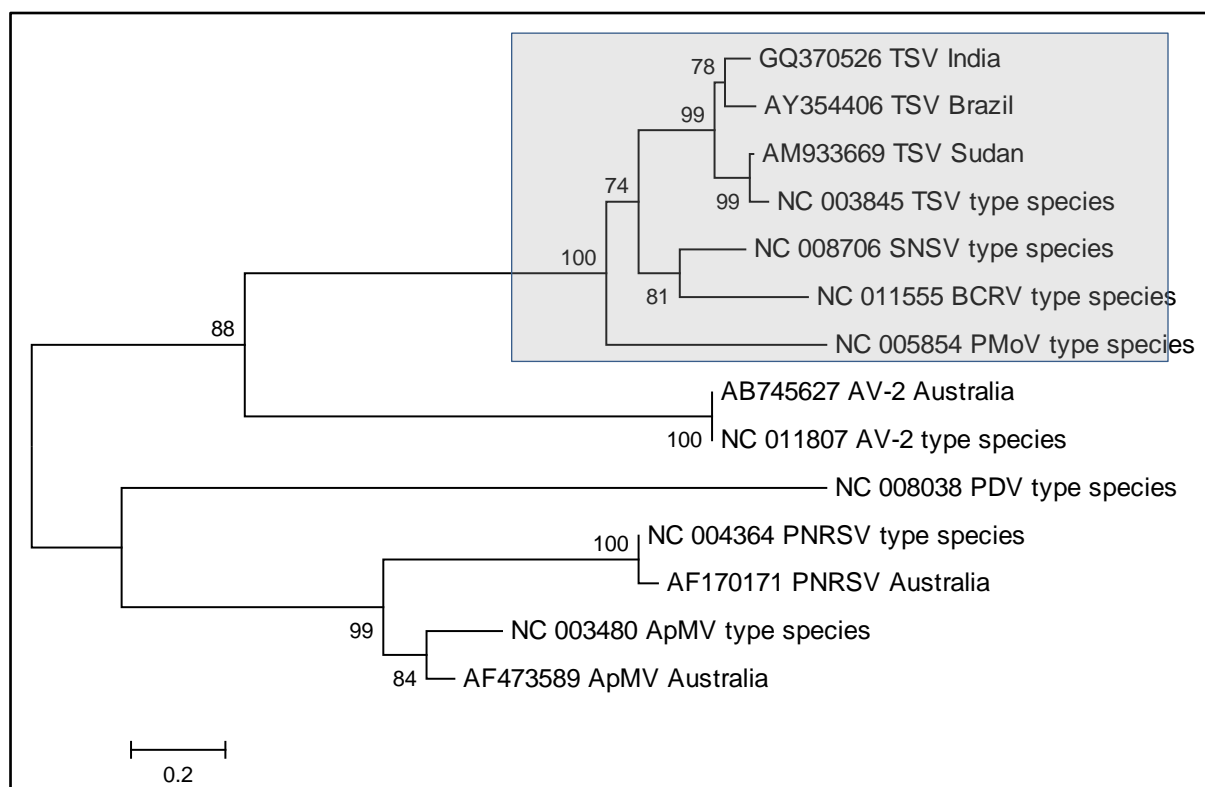 GQ370526 TSV India
78
AY354406 TSV Brazil
99
AM933669 TSV Sudan
74
NC 003845 TSV type species
99
NC 008706 SNSV type species
100
NC 011555 BCRV type species
81
88
NC 005854 PMoV type species
AB745627 AV-2 Australia
100
NC 011807 AV-2 type species
NC 008038 PDV type species
100
NC 004364 PNRSV type species
AF170171 PNRSV Australia
99
NC 003480 ApMV type species
84
AF473589 ApMV Australia
0.2